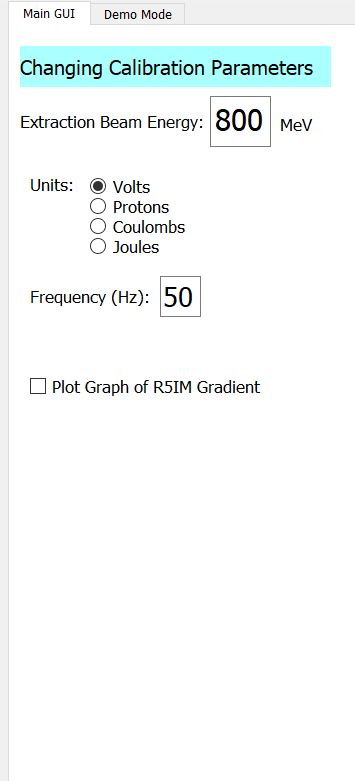 Main GUI Demo Mode
Changing Calibration Parameters
Extraction Beam Energy: 800 MeV
Units: Volts
Protons
Coulombs
Joules
Frequency (Hz): 50
Plot Graph of R5IM Gradient